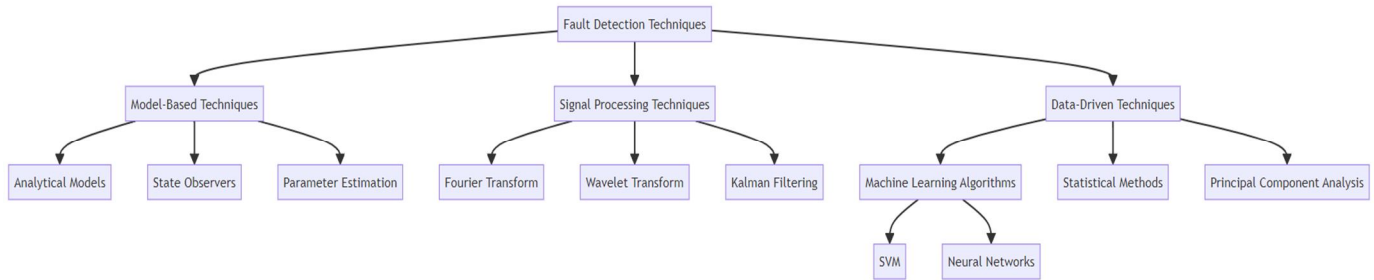 Fault Detection Techniques
Model-Based Techniques
Signal Processing Techniques
Data-Driven Techniques
Analytical Models
State Observers
Parameter Estimation
Fourier Transform
Wavelet Transform
Kalman Filtering
Machine Learning Algorithms
Statistical Methods
Principal Component Analysis
SVM
Neural Networks